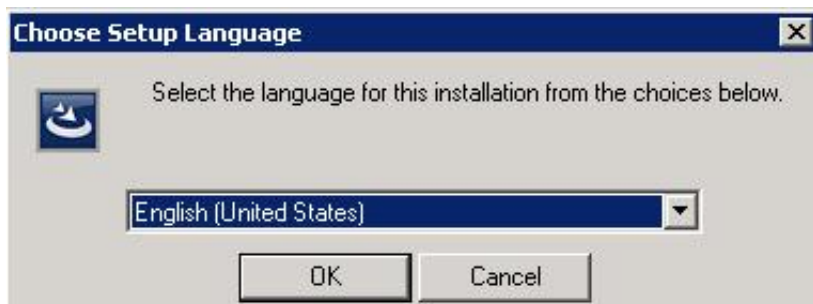 Choose Setup Language
Select the language for this installation from the choices below.
English (United States)
OK Cancel